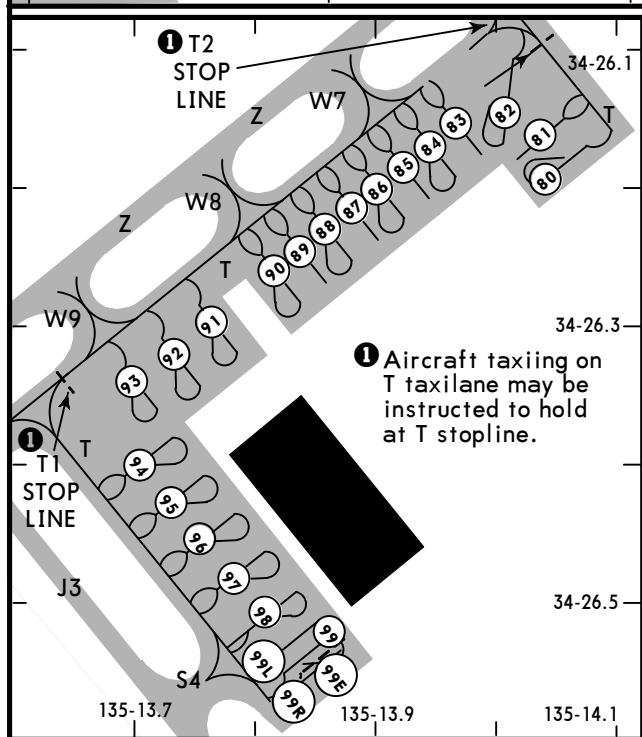 1 T2
STOP
LINE
34-26.1
W7
Z
82
T
83
81
84
80
85
86
W8
87
88
Z
89
T
90
91
W9
34-26.3
92
93
1 Aircraft taxiing on
T taxilane may be
instructed to hold
at T stopline.
1
T1
STOP
LINE
T
94
95
96
97
J3
98
34-26.5
99
99L
99E
S4
99R
135-13.7
135-13.9
135-14.1